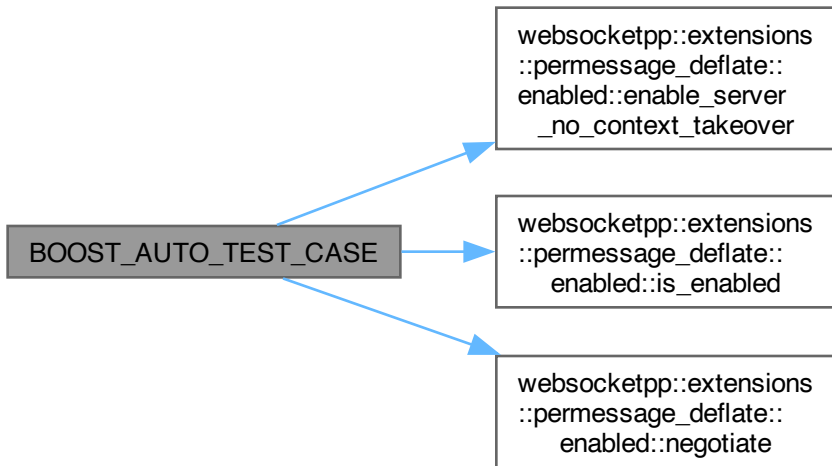 BOOST_AUTO_TEST_CASE
websocketpp::extensions
::permessage_deflate::
enabled::enable_server
_no_context_takeover
websocketpp::extensions
::permessage_deflate::
enabled::is_enabled
websocketpp::extensions
::permessage_deflate::
enabled::negotiate